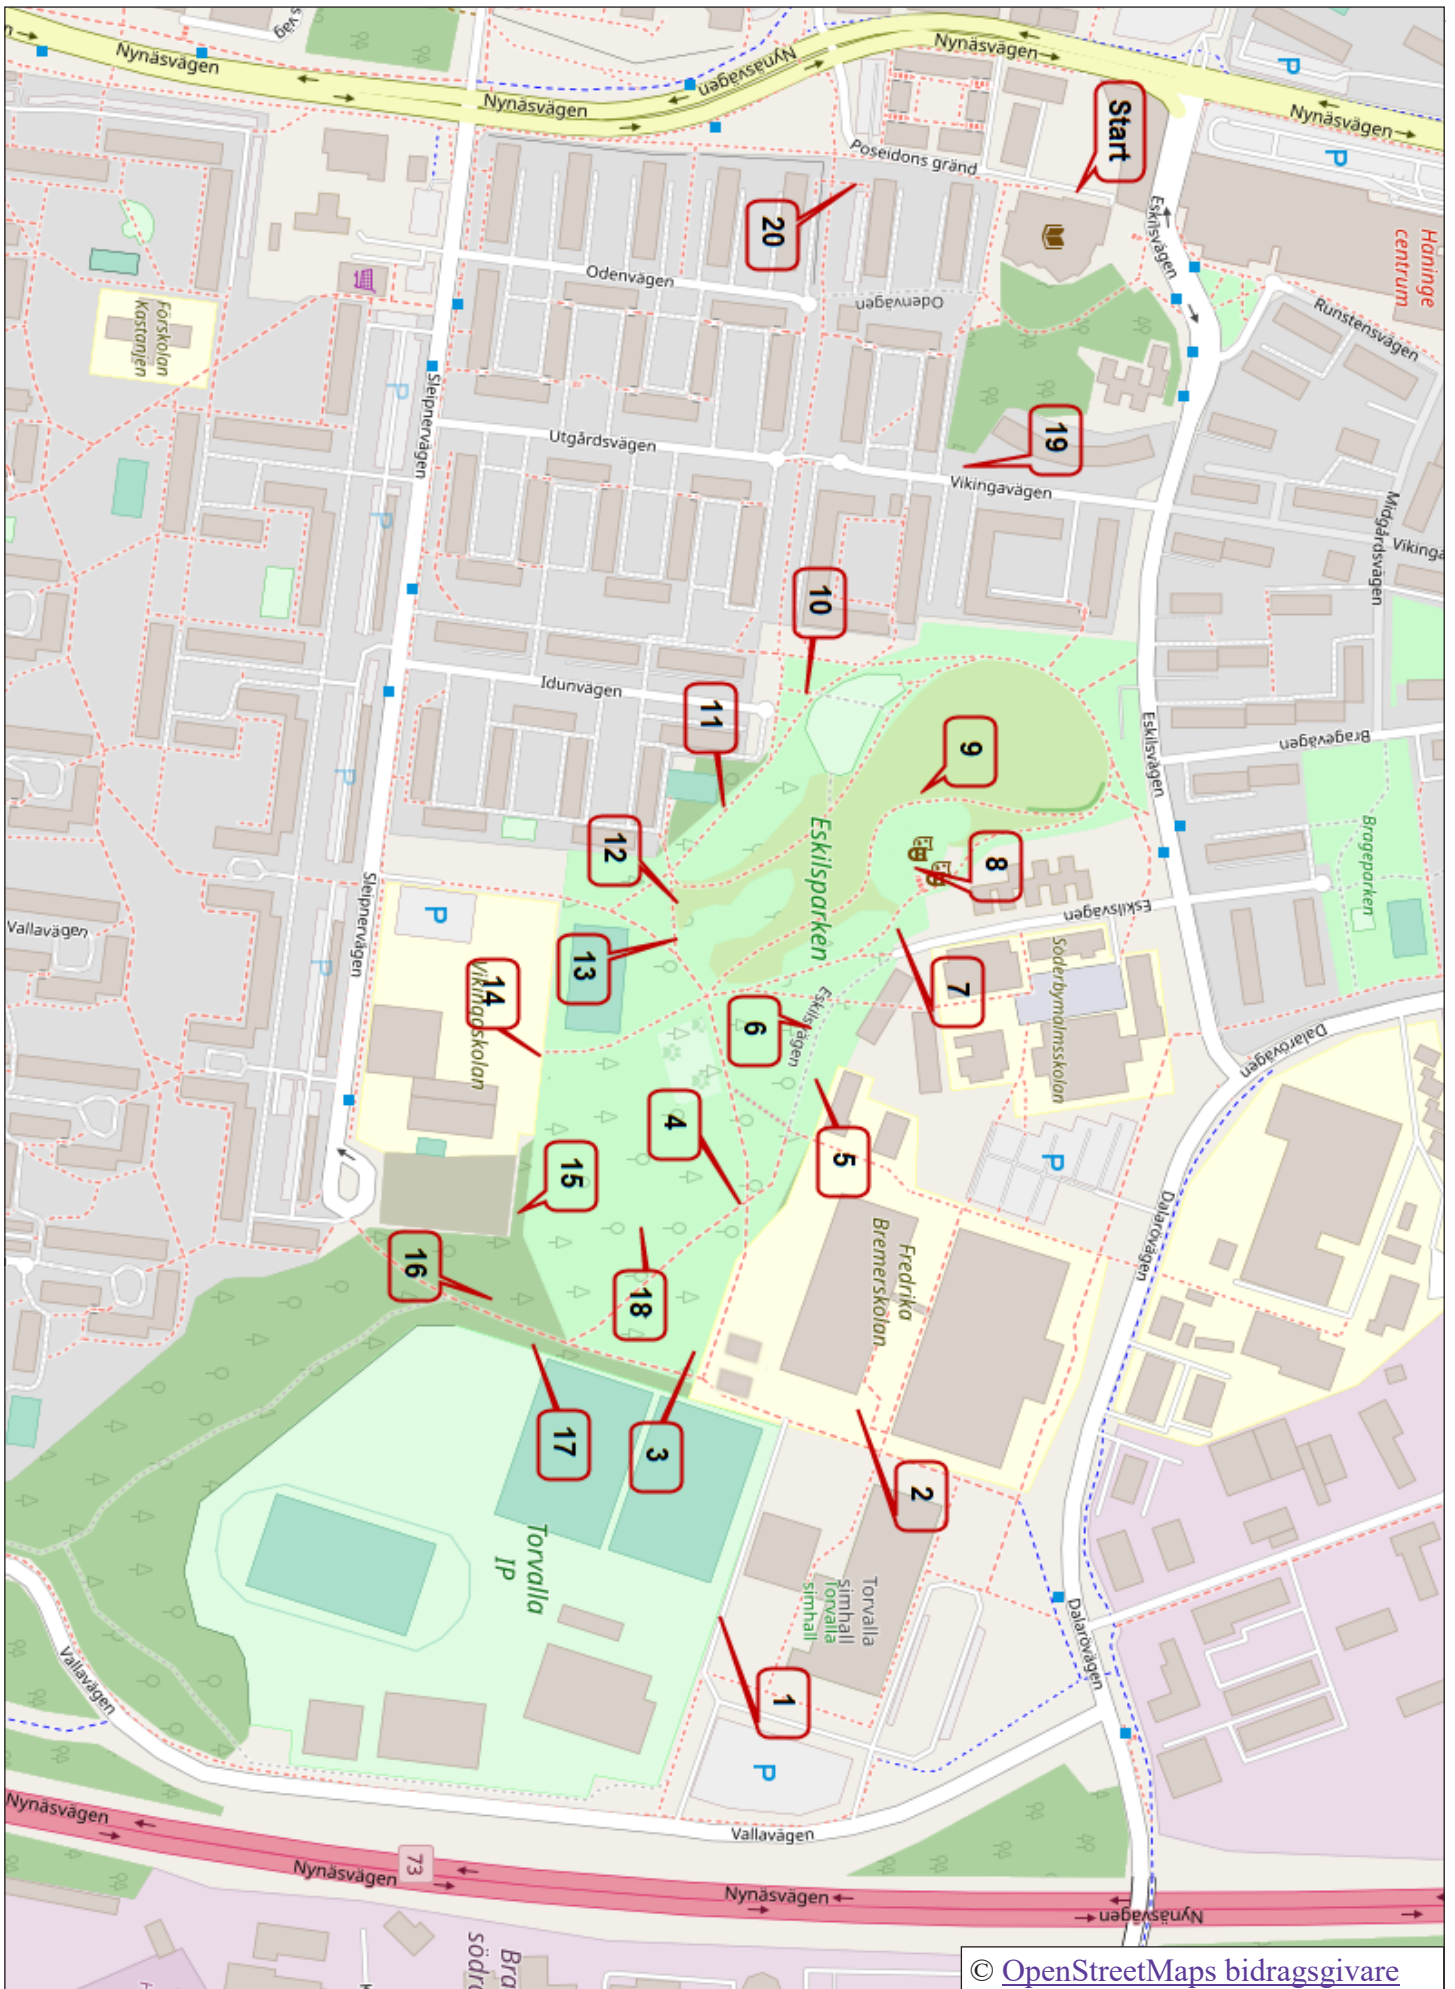 Nynäsvägen
Nynäsvägen
Nynäsvägen
Nynäsvägen
Nynäsvägen
P
P
Start
Poseidons gränd
Eskilsvägen
Haninge
centrum
20
Odenvägen
Odenvägen
Runstensvägen
Förskolan
Kastanjen
P
Sleipnervägen
Utgårdsvägen
19
Vikingavägen
Midgårdsvägen
Vikinga
P
10
Idunvägen
11
9
Eskilsvägen
Bragevägen
P
12
Eskilsparken
8
Brageparken
Sleipnervägen
P
Vallavägen
P
13
Eskilsvägen
7
Söderbymalmsskolan
14
Vikingaskolan
6
Eskilsvägen
Dalarövägen
4
5
P
15
Dalarövägen
16
18
Fredrika
Bremerskolan
17
3
2
Torvalla
IP
Torvalla
simhall
Torvalla
simhall
Dalarövägen
Vallavägen
1
P
Nynäsvägen
Vallavägen
73
Nynäsvägen
Nynäsvägen
Nynäsvägen
Bra
södra
© OpenStreetMaps bidragsgivare